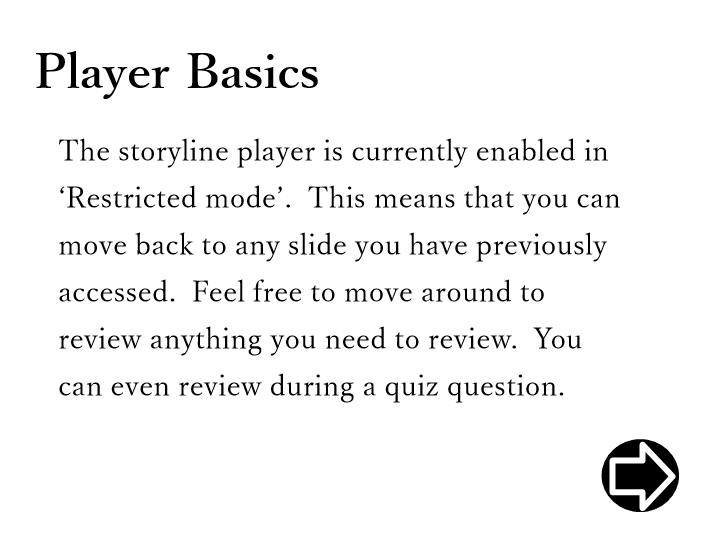 Player Basics
The storyline player is currently enabled in
‘Restricted mode’.  This means that you can
move back to any slide you have previously
accessed.  Feel free to move around to
review anything you need to review.  You
can even review during a quiz question.